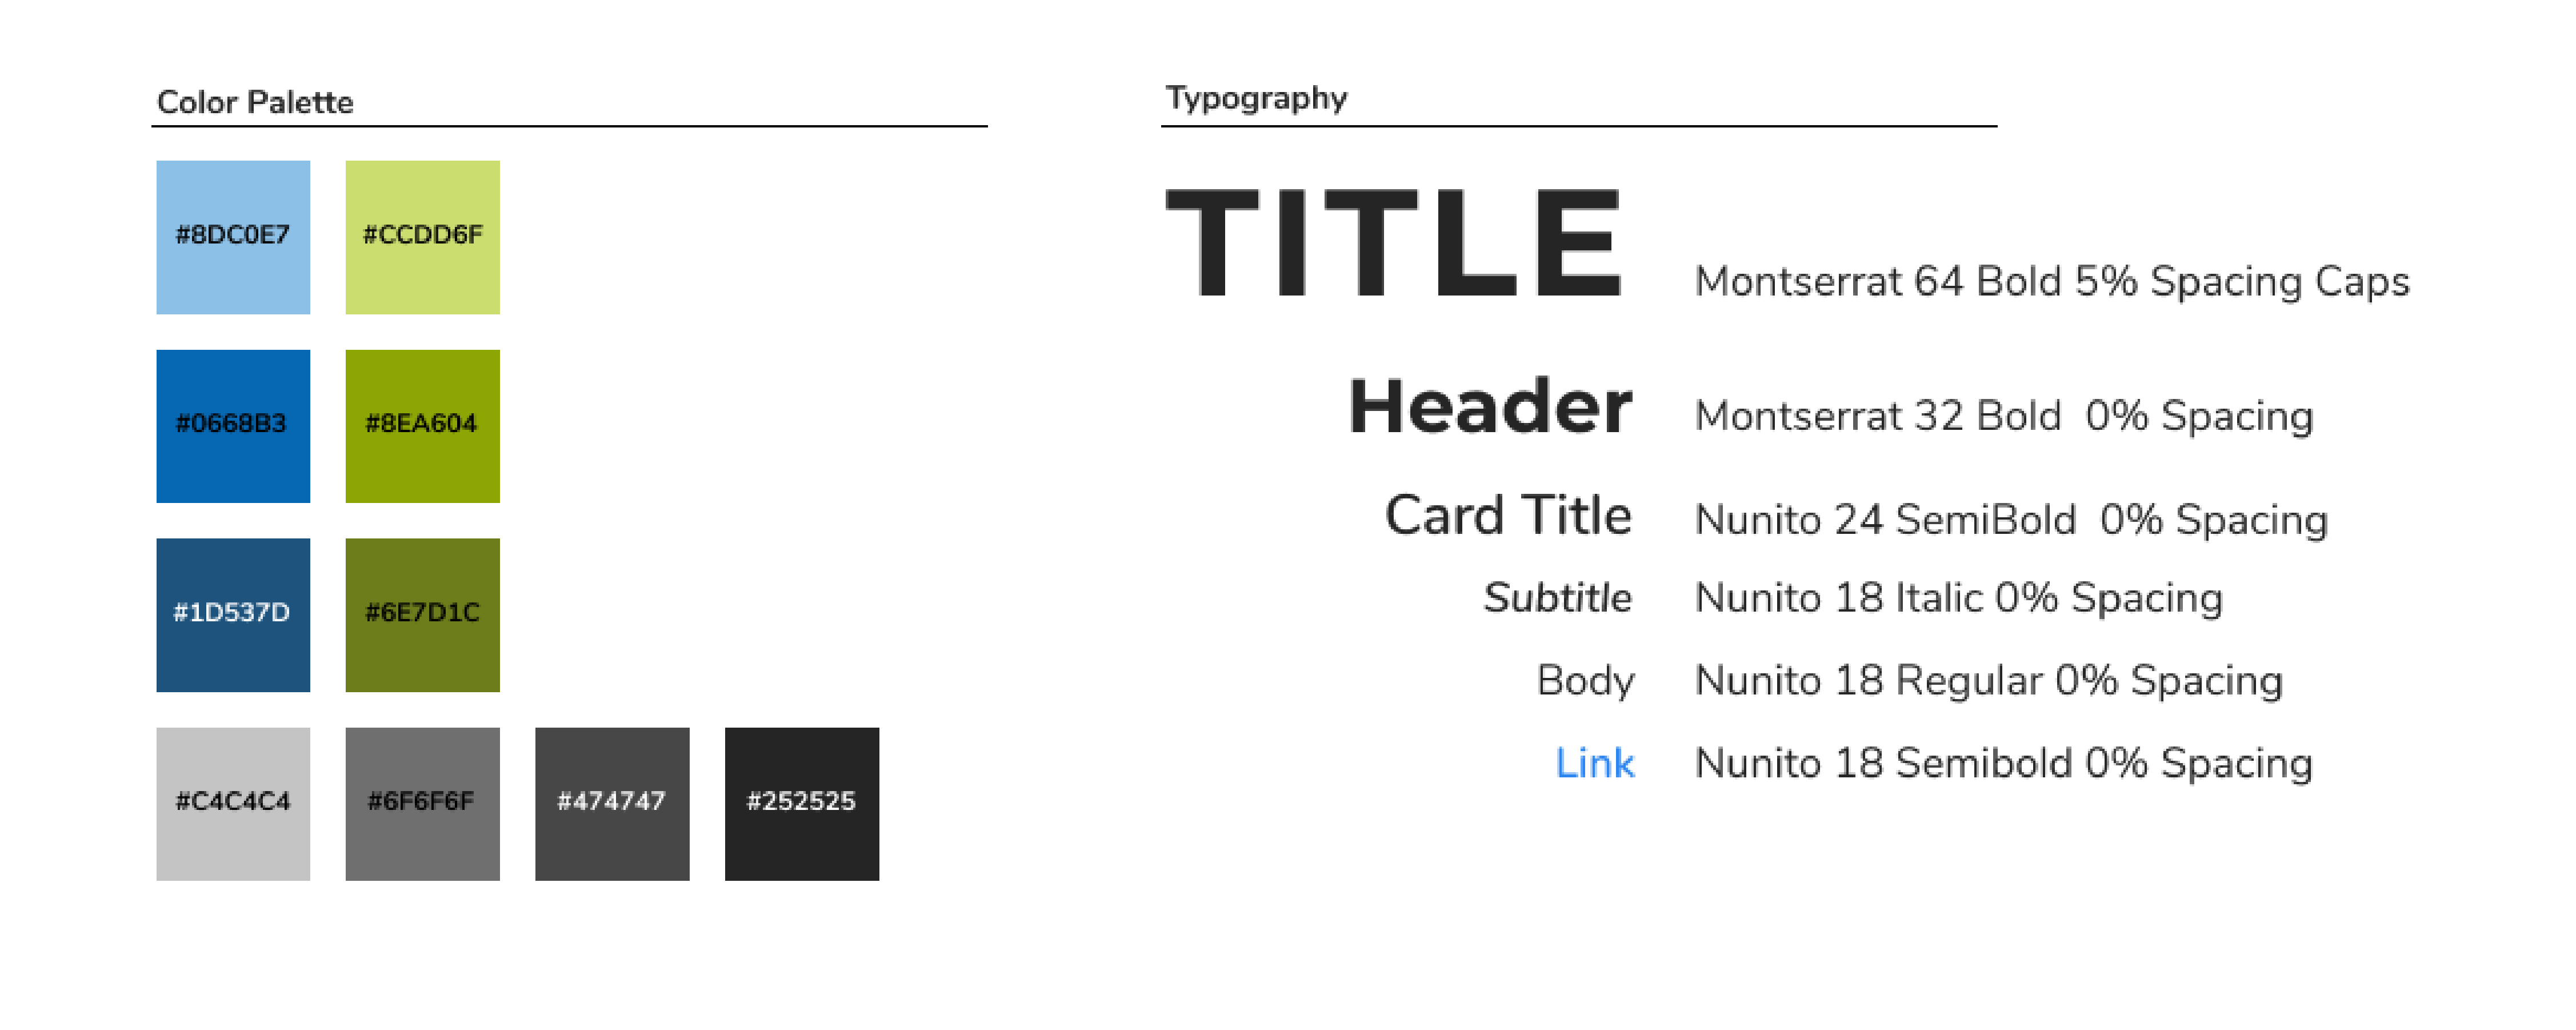 Color Palette
#8DC0E7 #CCDD6F
#0668B3 #8EA604
#1D537D #6E7D1C
#C4C4C4 #6F6F6F #474747 #252525
Typography
TITLE Montserrat 64 Bold 5% Spacing Caps
Header Montserrat 32 Bold 0% Spacing
Card Title Nunito 24 SemiBold 0% Spacing
Subtitle Nunito 18 Italic 0% Spacing
Body Nunito 18 Regular 0% Spacing
Link Nunito 18 Semibold 0% Spacing